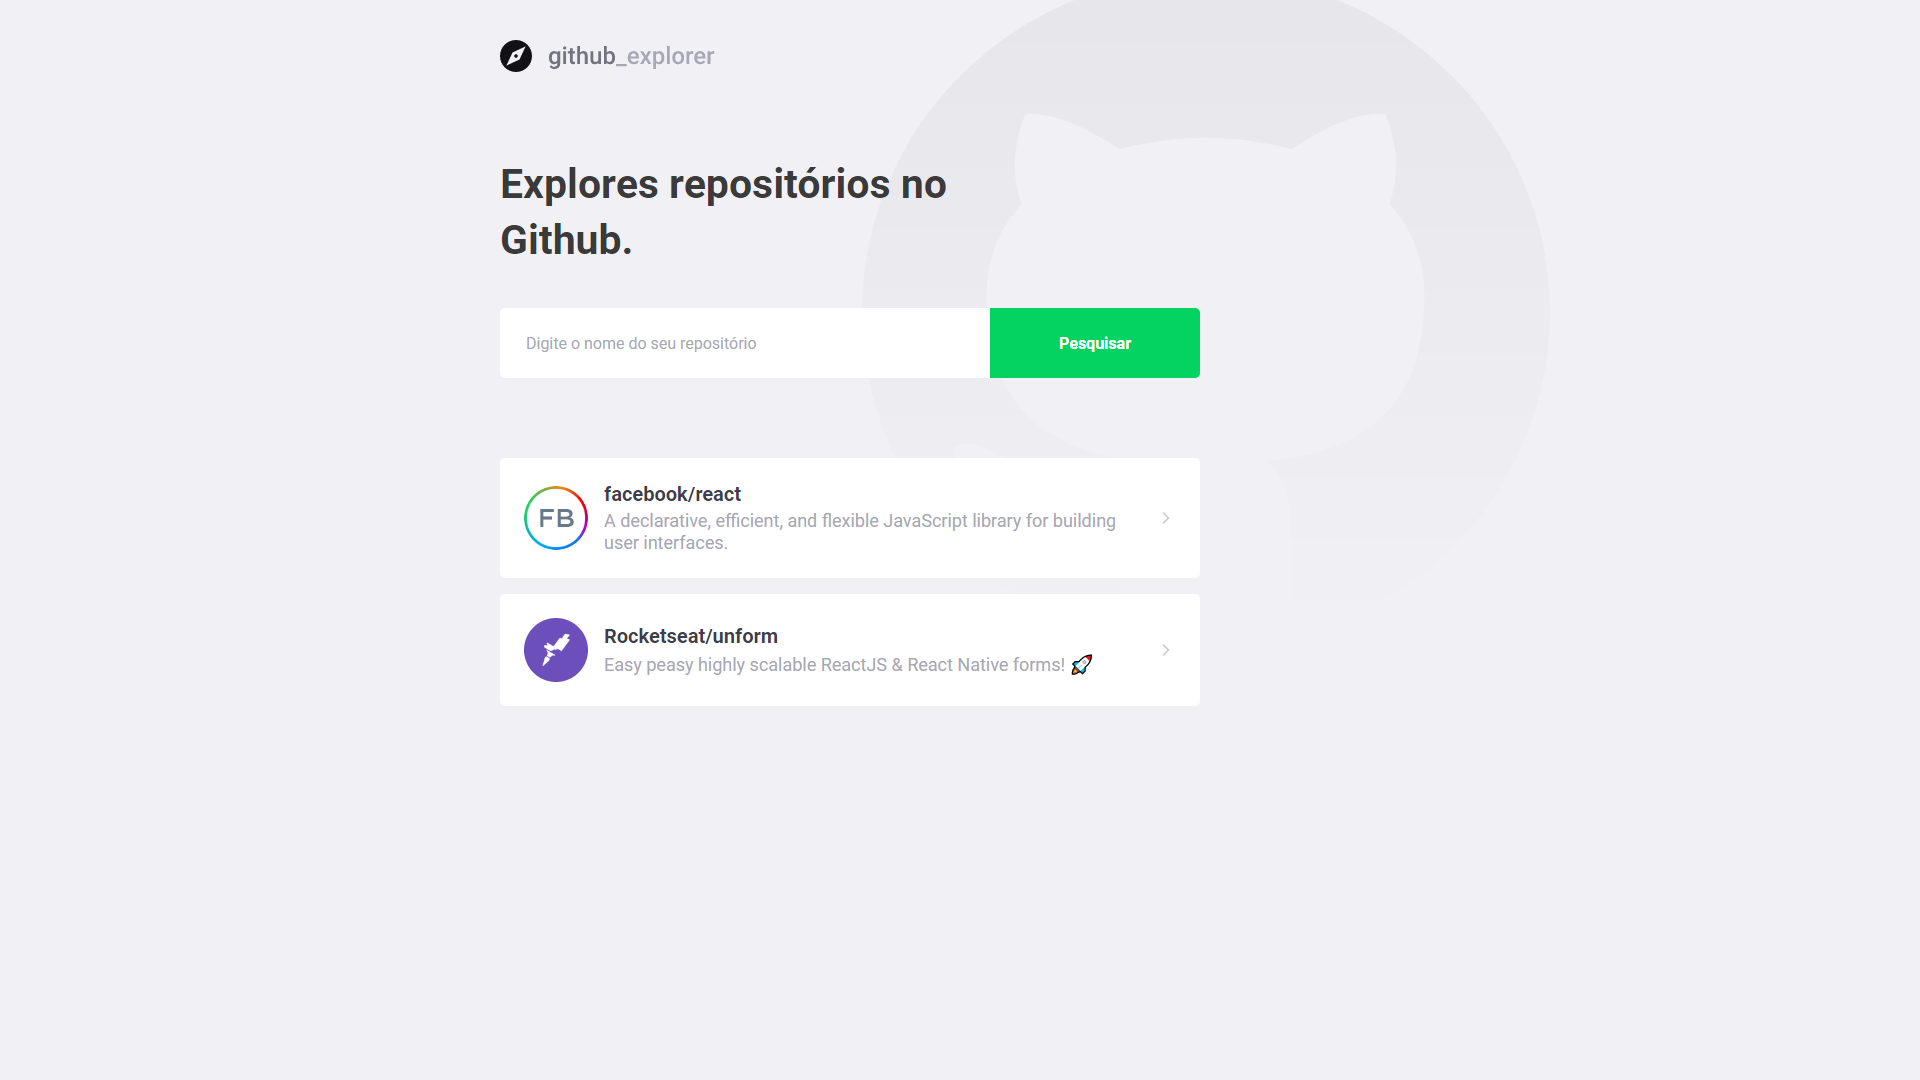 github_explorer
Explores repositórios no
Github.
Digite o nome do seu repositório
Pesquisar
FB
facebook/react
A declarative, efficient, and flexible JavaScript library for building
user interfaces.
Rocketseat/unform
Easy peasy highly scalable ReactJS & React Native forms! 🚀